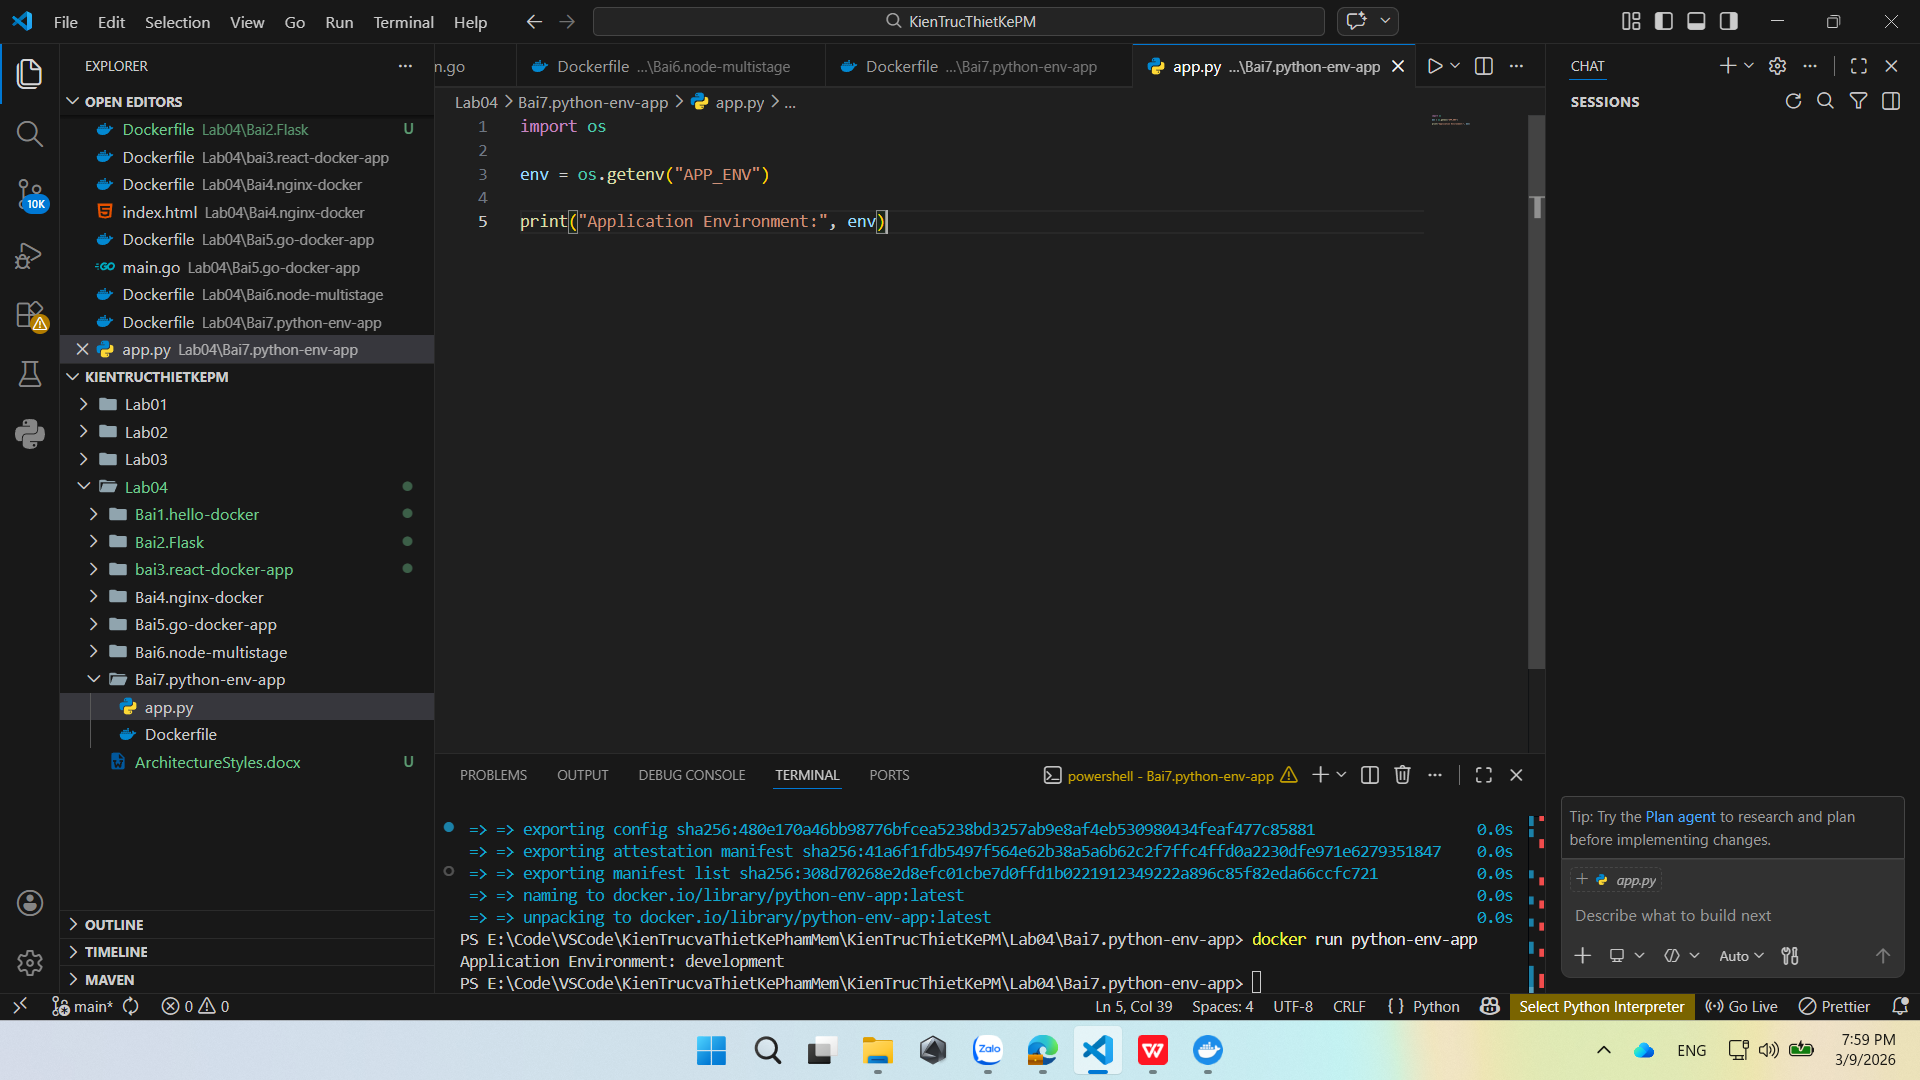 File Edit Selection View Go Run Terminal Help
KienTrucThietKePM
EXPLORER
OPEN EDITORS
Dockerfile Lab04\Bai2.Flask U
Dockerfile Lab04\bai3.react-docker-app
Dockerfile Lab04\Bai4.nginx-docker
index.html Lab04\Bai4.nginx-docker
Dockerfile Lab04\Bai5.go-docker-app
main.go Lab04\Bai5.go-docker-app
Dockerfile Lab04\Bai6.node-multistage
Dockerfile Lab04\Bai7.python-env-app
app.py Lab04\Bai7.python-env-app
KIENTRUCTHIETKEPM
Lab01
Lab02
Lab03
Lab04
Bai1.hello-docker
Bai2.Flask
bai3.react-docker-app
Bai4.nginx-docker
Bai5.go-docker-app
Bai6.node-multistage
Bai7.python-env-app
app.py
Dockerfile
ArchitectureStyles.docx U
OUTLINE
TIMELINE
MAVEN
10K
n.go
Dockerfile ...\Bai6.node-multistage
Dockerfile ...\Bai7.python-env-app
app.py ...\Bai7.python-env-app
Lab04 > Bai7.python-env-app > app.py > ...
1 import os
2
3 env = os.getenv("APP_ENV")
4
5 print("Application Environment:", env)
PROBLEMS OUTPUT DEBUG CONSOLE TERMINAL PORTS
powershell - Bai7.python-env-app
=> => exporting config sha256:480e170a46bb98776bfcea5238bd3257ab9e8af4eb530980434feaf477c85881 0.0s
=> => exporting attestation manifest sha256:41a6f1fdb5497f564e62b38a5a6b62c2f7ffc4ffd0a2230dfe971e6279351847 0.0s
=> => exporting manifest list sha256:308d70268e2d8efc01cbe7d0ffd1b0221912349222a896c85f82eda66ccfc721 0.0s
=> => naming to docker.io/library/python-env-app:latest 0.0s
=> => unpacking to docker.io/library/python-env-app:latest 0.0s
PS E:\Code\VSCode\KienTrucvaThietKePhamMem\KienTrucThietKePM\Lab04\Bai7.python-env-app> docker run python-env-app
Application Environment: development
PS E:\Code\VSCode\KienTrucvaThietKePhamMem\KienTrucThietKePM\Lab04\Bai7.python-env-app>
CHAT
SESSIONS
Tip: Try the Plan agent to research and plan
before implementing changes.
app.py
Describe what to build next
Auto
main* 0 0
Ln 5, Col 39 Spaces: 4 UTF-8 CRLF { } Python Select Python Interpreter Go Live Prettier
Zalo
W
ENG
7:59 PM
3/9/2026